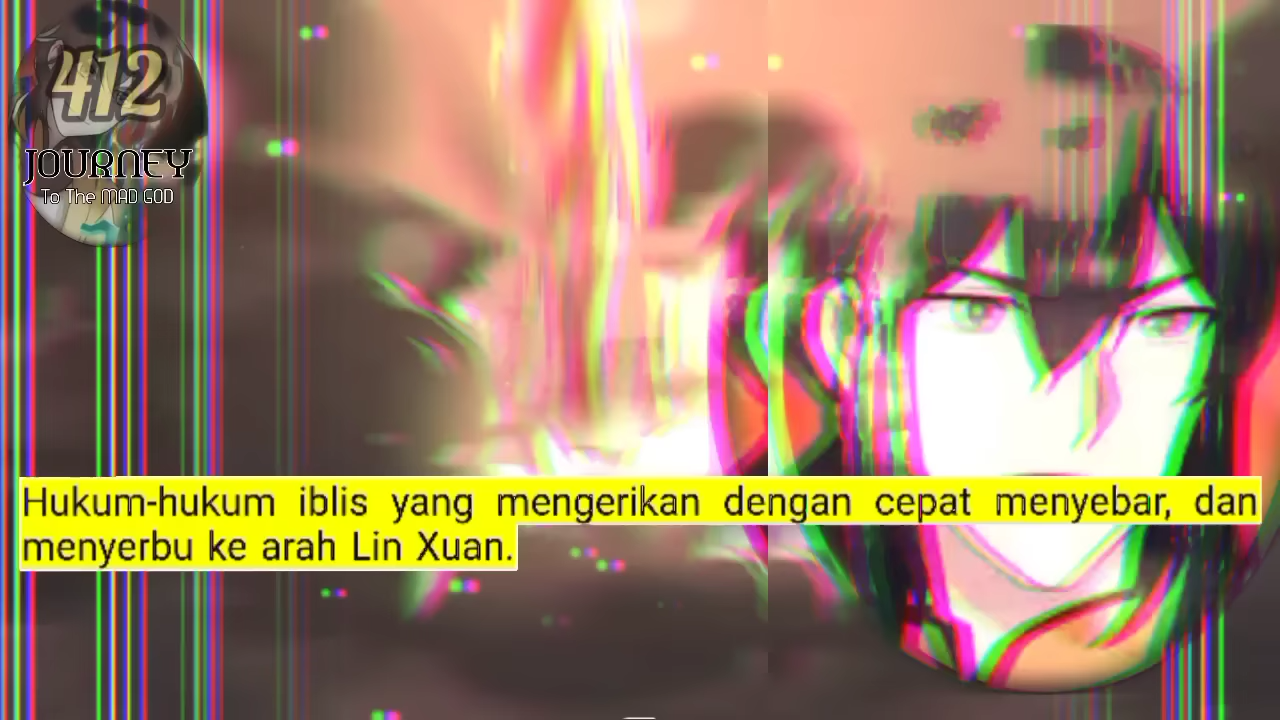 412
JOURNEY
To The MAD GOD
Hukum-hukum iblis yang mengerikan dengan cepat menyebar, dan
menyerbu ke arah Lin Xuan.